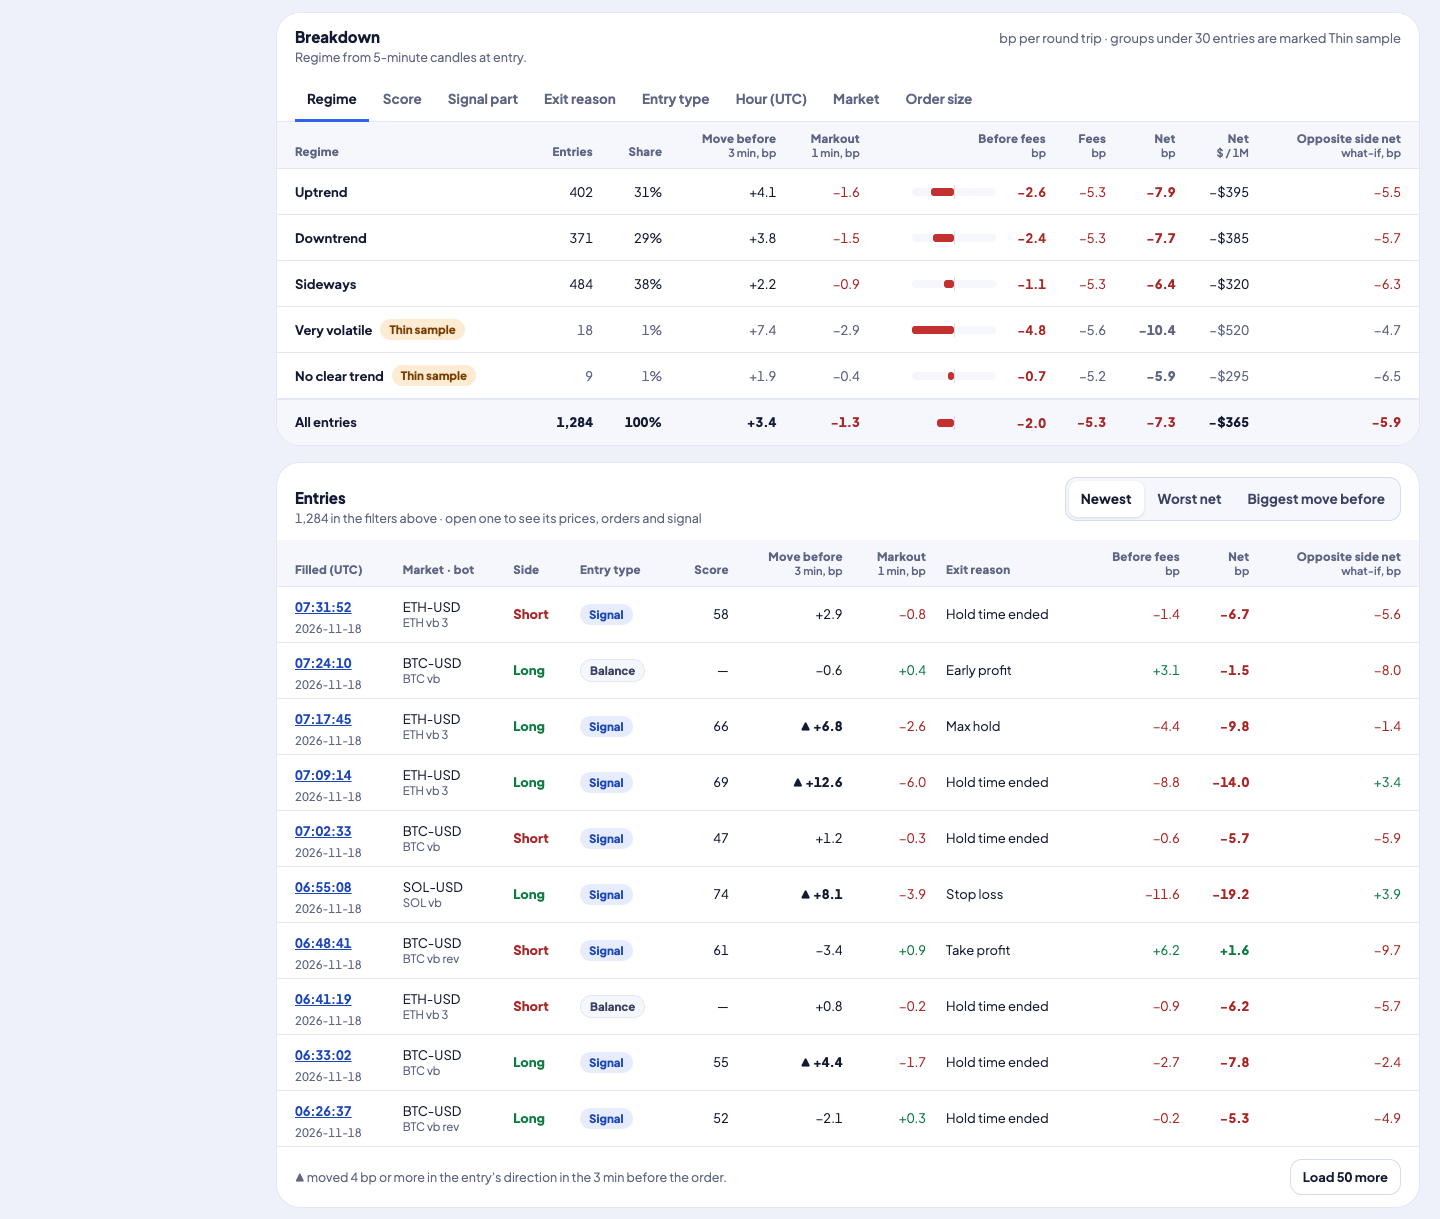 Breakdown
bp per round trip · groups under 30 entries are marked Thin sample
Regime from 5-minute candles at entry.
Regime Score Signal part Exit reason Entry type Hour (UTC) Market Order size
Regime Entries Share Move before 3 min, bp Markout 1 min, bp Before fees bp Fees bp Net bp Net $ / 1M Opposite side net what-if, bp
Uptrend 402 31% +4.1 −1.6 −2.6 −5.3 −7.9 −$395 −5.5
Downtrend 371 29% +3.8 −1.5 −2.4 −5.3 −7.7 −$385 −5.7
Sideways 484 38% +2.2 −0.9 −1.1 −5.3 −6.4 −$320 −6.3
Very volatile Thin sample 18 1% +7.4 −2.9 −4.8 −5.6 −10.4 −$520 −4.7
No clear trend Thin sample 9 1% +1.9 −0.4 −0.7 −5.2 −5.9 −$295 −6.5
All entries 1,284 100% +3.4 −1.3 −2.0 −5.3 −7.3 −$365 −5.9
Entries
1,284 in the filters above · open one to see its prices, orders and signal
Newest Worst net Biggest move before
Filled (UTC) Market · bot Side Entry type Score Move before 3 min, bp Markout 1 min, bp Exit reason Before fees bp Net bp Opposite side net what-if, bp
07:31:52 ETH-USD Short Signal 58 +2.9 −0.8 Hold time ended −1.4 −6.7 −5.6
2026-11-18 ETH vb 3
07:24:10 BTC-USD Long Balance — −0.6 +0.4 Early profit +3.1 −1.5 −8.0
2026-11-18 BTC vb
07:17:45 ETH-USD Long Signal 66 ▲ +6.8 −2.6 Max hold −4.4 −9.8 −1.4
2026-11-18 ETH vb 3
07:09:14 ETH-USD Long Signal 69 ▲ +12.6 −6.0 Hold time ended −8.8 −14.0 +3.4
2026-11-18 ETH vb 3
07:02:33 BTC-USD Short Signal 47 +1.2 −0.3 Hold time ended −0.6 −5.7 −5.9
2026-11-18 BTC vb
06:55:08 SOL-USD Long Signal 74 ▲ +8.1 −3.9 Stop loss −11.6 −19.2 +3.9
2026-11-18 SOL vb
06:48:41 BTC-USD Short Signal 61 −3.4 +0.9 Take profit +6.2 +1.6 −9.7
2026-11-18 BTC vb rev
06:41:19 ETH-USD Short Balance — +0.8 −0.2 Hold time ended −0.9 −6.2 −5.7
2026-11-18 ETH vb 3
06:33:02 BTC-USD Long Signal 55 ▲ +4.4 −1.7 Hold time ended −2.7 −7.8 −2.4
2026-11-18 BTC vb
06:26:37 BTC-USD Long Signal 52 −2.1 +0.3 Hold time ended −0.2 −5.3 −4.9
2026-11-18 BTC vb rev
▲ moved 4 bp or more in the entry's direction in the 3 min before the order.
Load 50 more